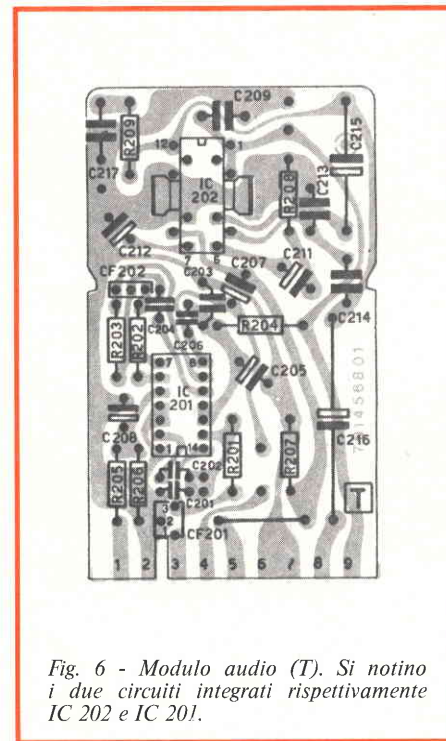 C209
C217
R209
12
1
C215
IC
202
R208
C213
7
6
C212
C203
C207
C211
CF202
C204
C214
R203
R202
C206
R204
7
8
IC
201
C205
C208
1
14
C216
R205
R206
C202
R201
R207
C201
3
2
1
CF201
T
1 2 3 4 5 6 7 8 9
Fig. 6 - Modulo audio (T). Si notino
i due circuiti integrati rispettivamente
IC 202 e IC 201.